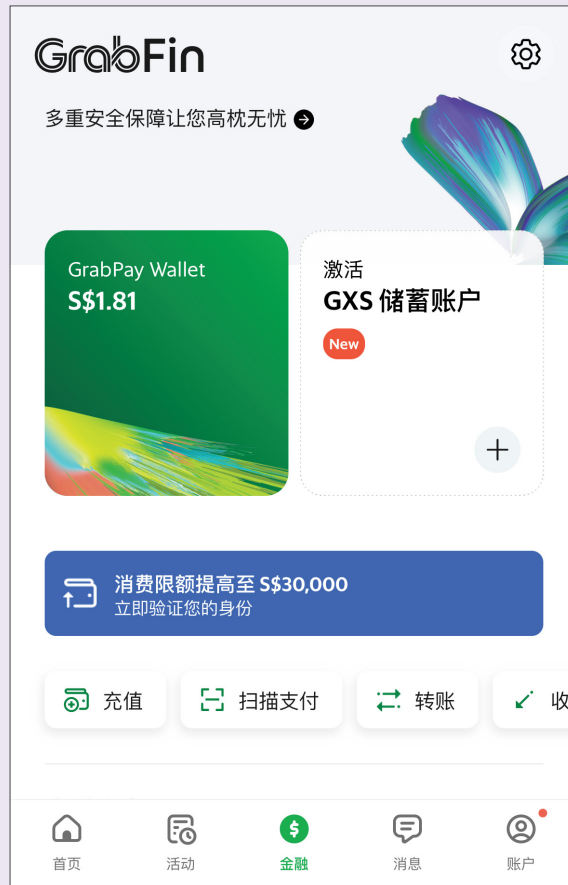 GrabFin
多重安全保障让您高枕无忧
GrabPay Wallet
S$1.81
激活
GXS 储蓄账户
New
消费限额提高至 S$30,000
立即验证您的身份
充值
扫描支付
转账
收
首页
活动
金融
消息
账户